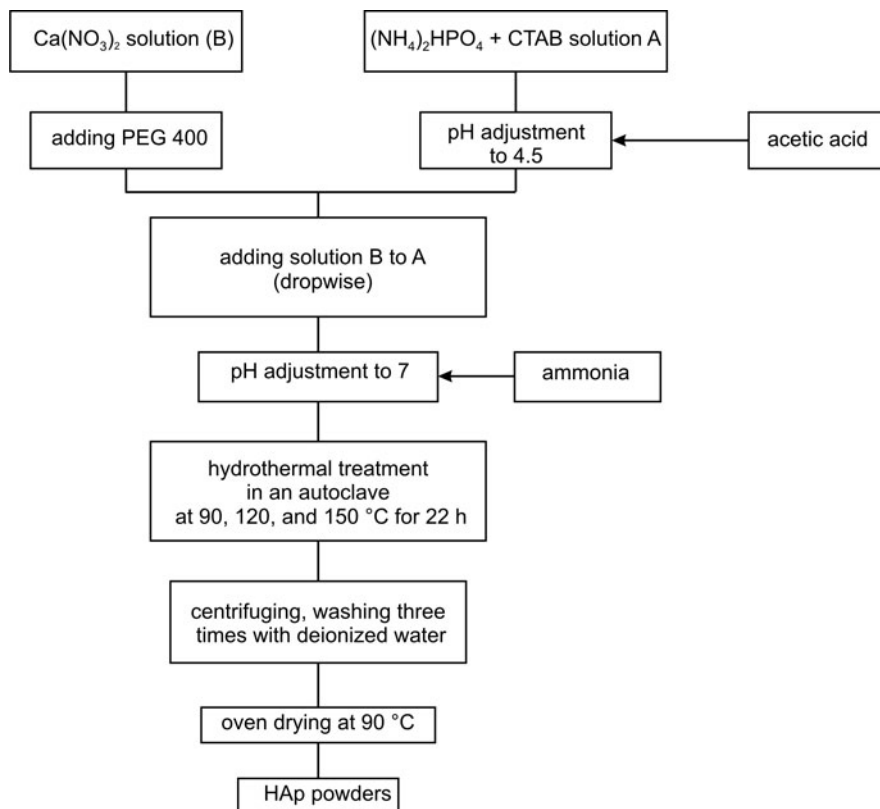 Ca(NO₃)₂ solution (B)
(NH₄)₂HPO₄ + CTAB solution A
adding PEG 400
pH adjustment
to 4.5
acetic acid
adding solution B to A
(dropwise)
pH adjustment to 7
ammonia
hydrothermal treatment
in an autoclave
at 90, 120, and 150 °C for 22 h
centrifuging, washing three
times with deionized water
oven drying at 90 °C
HAp powders